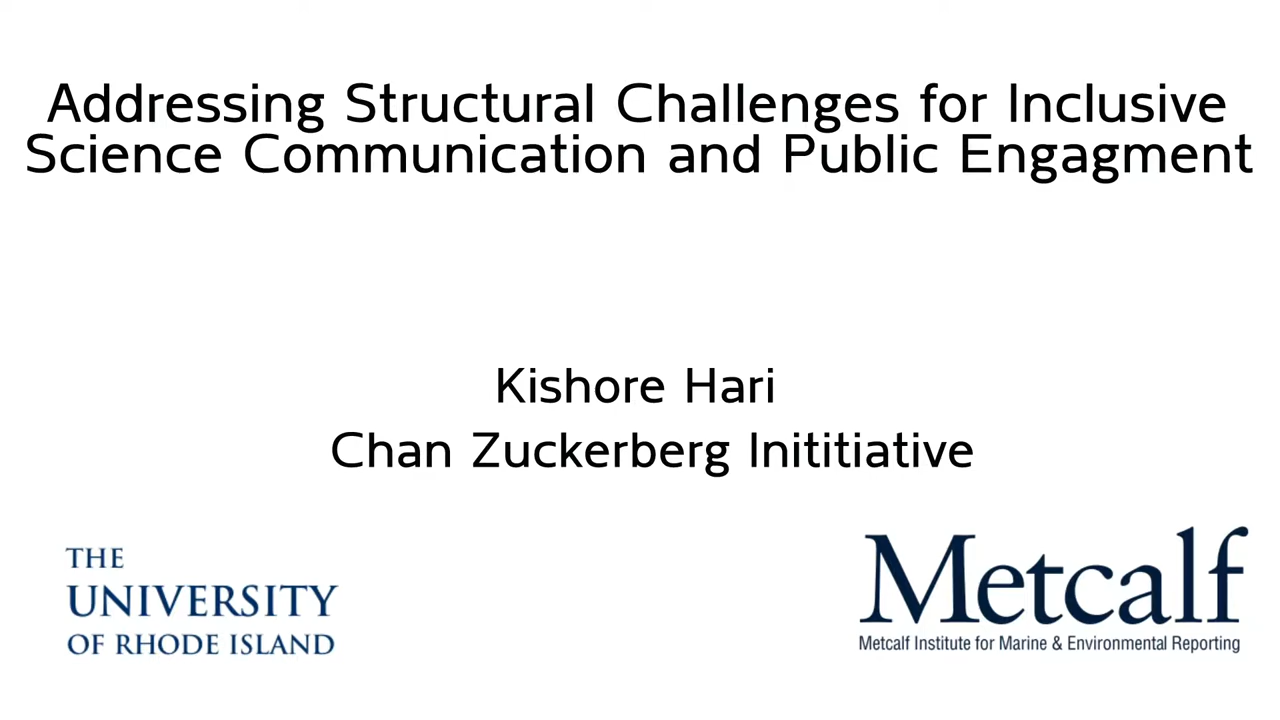 Addressing Structural Challenges for Inclusive
Science Communication and Public Engagment
Kishore Hari
Chan Zuckerberg Inititiative
THE
UNIVERSITY
OF RHODE ISLAND
Metcalf
Metcalf Institute for Marine & Environmental Reporting